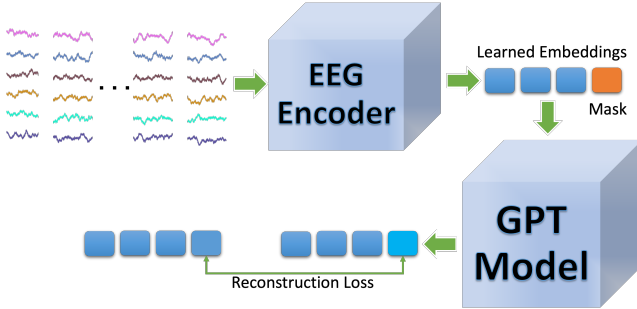 EEG
Encoder
Learned Embeddings
Mask
GPT
Model
Reconstruction Loss